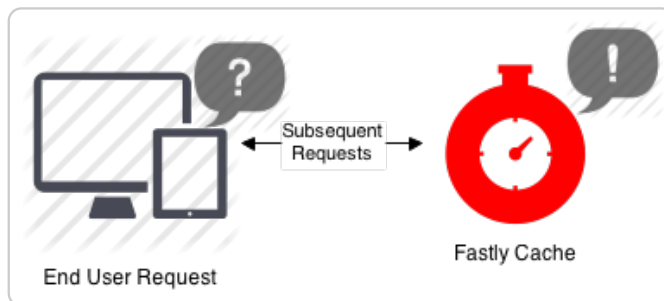 ?
!
Subsequent
Requests
End User Request
Fastly Cache